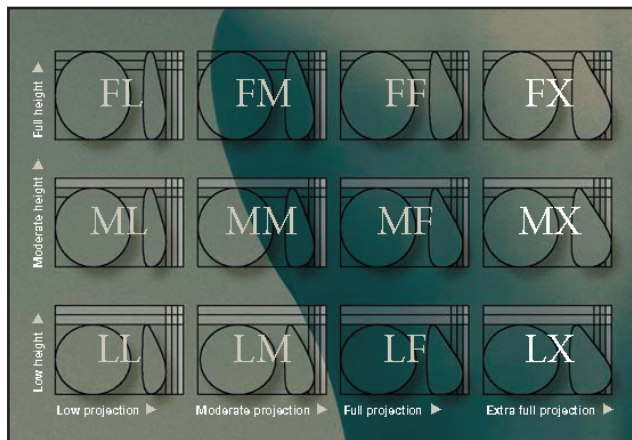 Full height
FL FM FF FX
Moderate height
ML MM MF MX
Low height
LL LM LF LX
Low projection Moderate projection Full projection Extra full projection